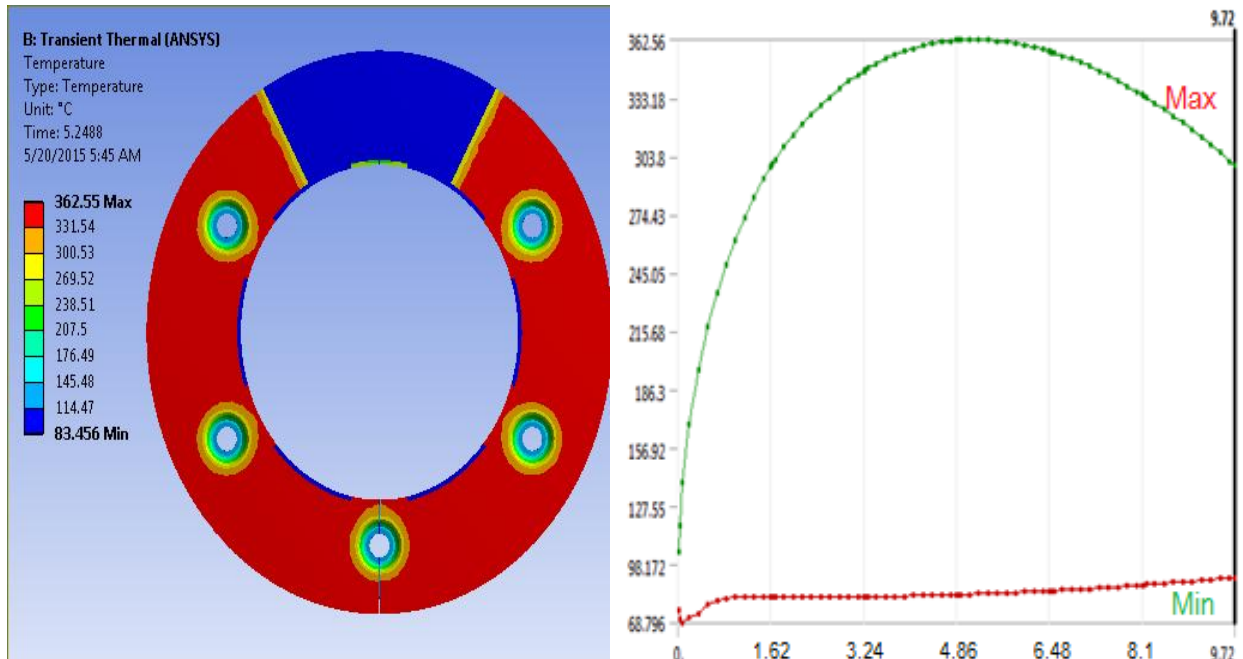 B: Transient Thermal (ANSYS)
Temperature
Type: Temperature
Unit: °C
Time: 5.2488
5/20/2015 5:45 AM
362.55 Max
331.54
300.53
269.52
238.51
207.5
176.49
145.48
114.47
83.456 Min
9.72
362.56
333.18
303.8
274.43
245.05
215.68
186.3
156.92
127.55
98.172
68.796
Max
Min
0. 1.62 3.24 4.86 6.48 8.1 9.72